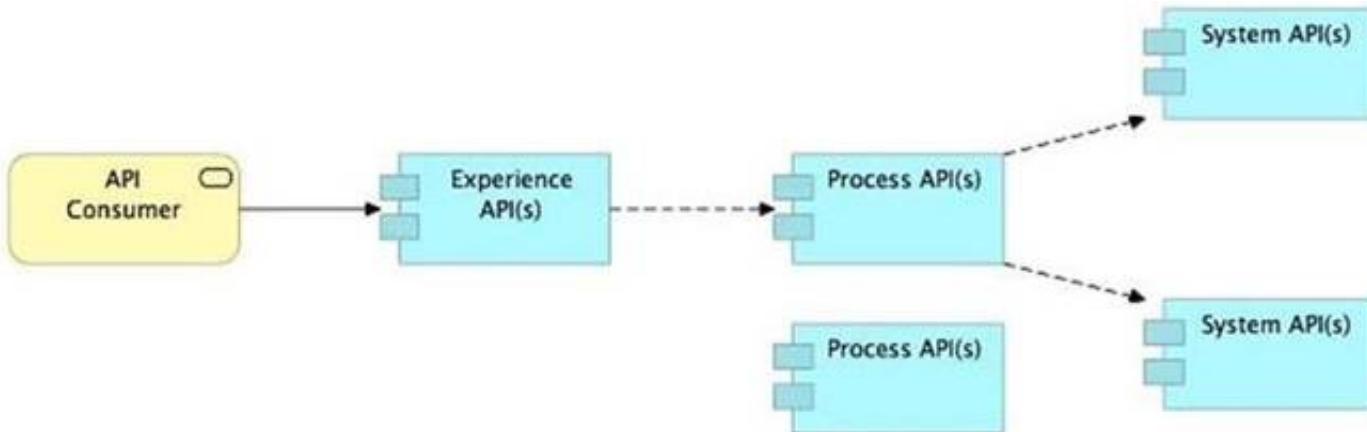 System API(s)
API
Consumer
Experience
API(s)
Process API(s)
System API(s)
Process API(s)